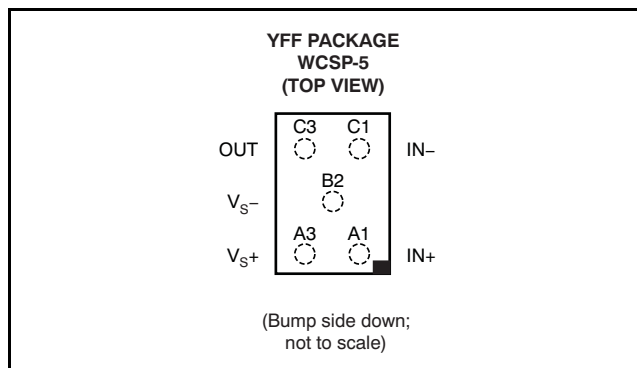 YFF PACKAGE
WCSP-5
(TOP VIEW)
C3 C1
OUT IN−
B2
VS−
A3 A1
VS+ IN+
(Bump side down;
not to scale)